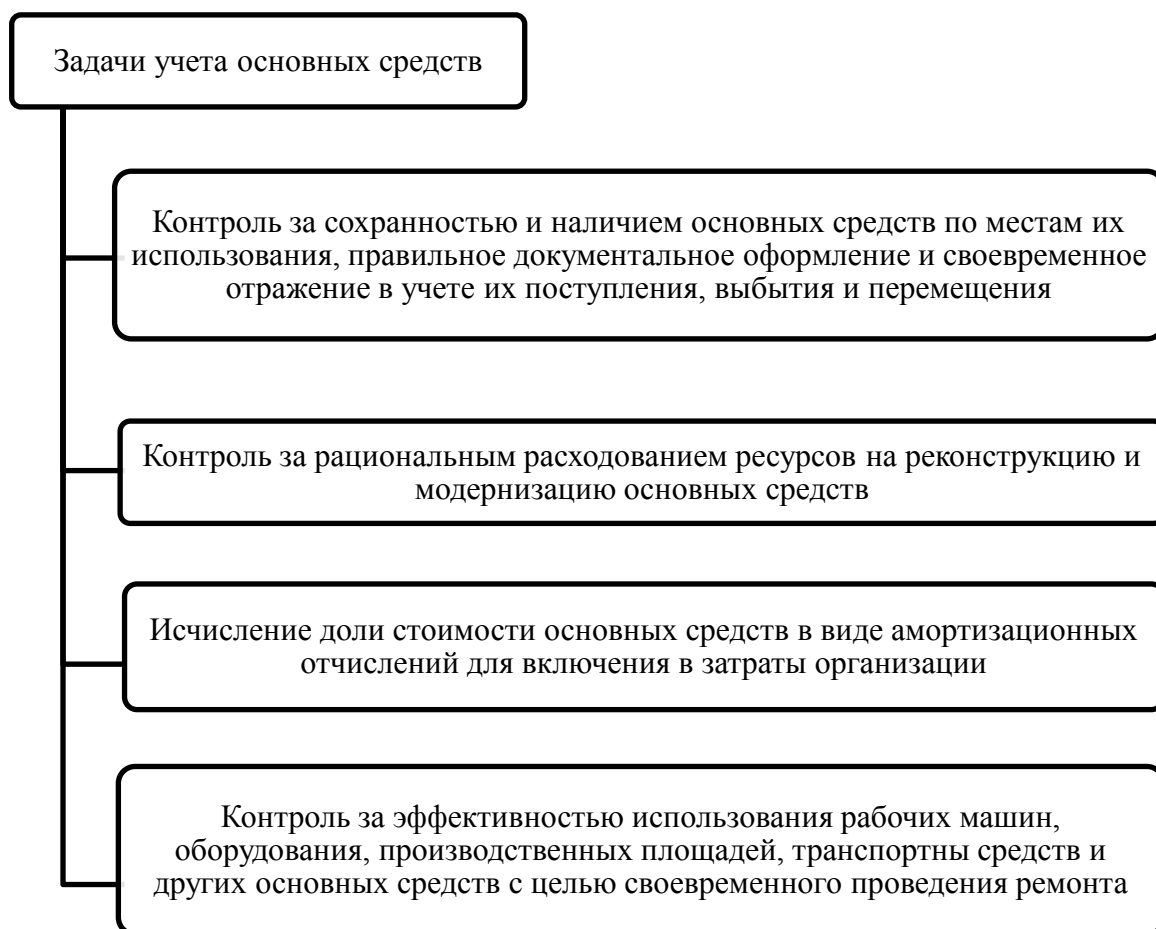 Задачи учета основных средств
Контроль за сохранностью и наличием основных средств по местам их
использования, правильное документальное оформление и своевременное
отражение в учете их поступления, выбытия и перемещения
Контроль за рациональным расходованием ресурсов на реконструкцию и
модернизацию основных средств
Исчисление доли стоимости основных средств в виде амортизационных
отчислений для включения в затраты организации
Контроль за эффективностью использования рабочих машин,
оборудования, производственных площадей, транспортны средств и
других основных средств с целью своевременного проведения ремонта